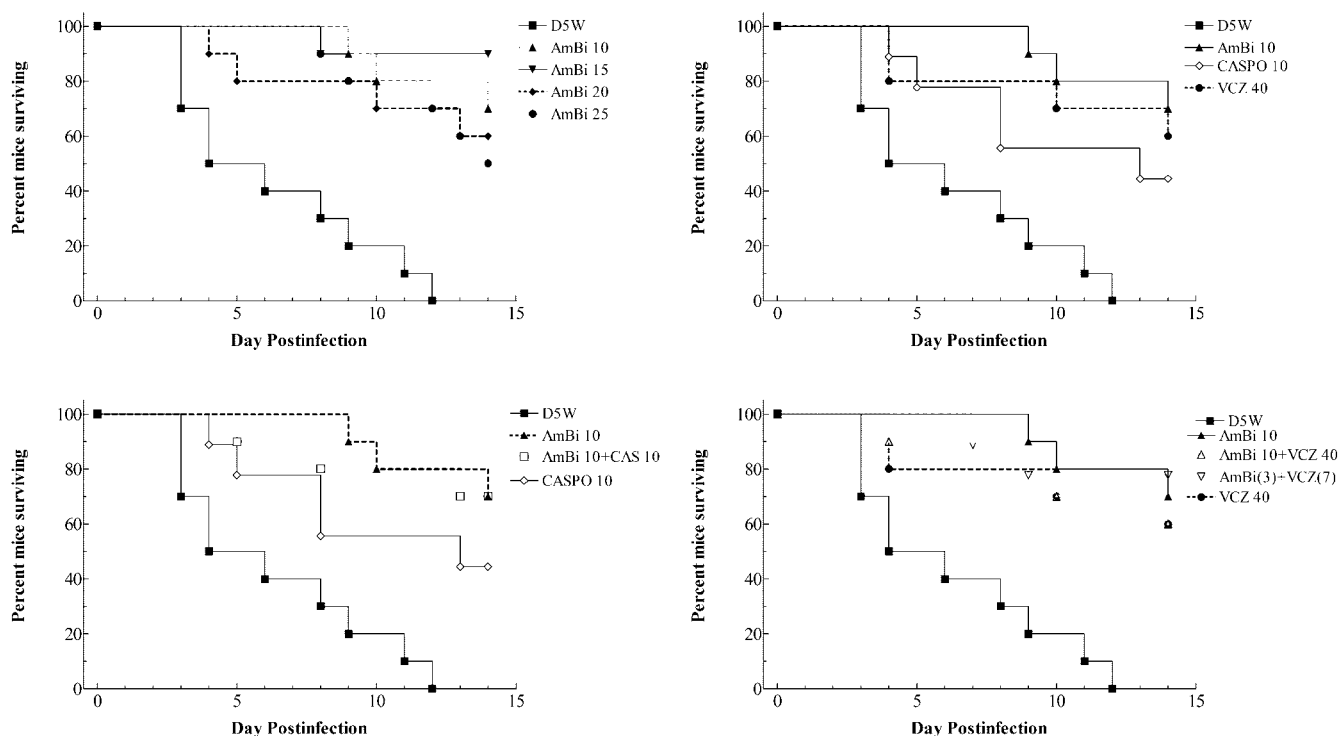 Percent mice surviving
100
80
60
40
20
0
0 5 10 15
Day Postinfection
D5W
AmBi 10
AmBi 15
AmBi 20
AmBi 25
Percent mice surviving
100
80
60
40
20
0
0 5 10 15
Day Postinfection
D5W
AmBi 10
CASPO 10
VCZ 40
Percent mice surviving
100
80
60
40
20
0
0 5 10 15
Day Postinfection
D5W
AmBi 10
AmBi 10+CAS 10
CASPO 10
Percent mice surviving
100
80
60
40
20
0
0 5 10 15
Day Postinfection
D5W
AmBi 10
AmBi 10+VCZ 40
AmBi(3)+VCZ(7)
VCZ 40